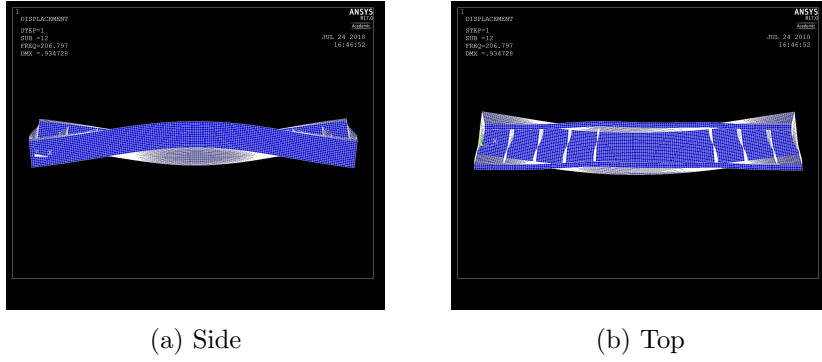 1
DISPLACEMENT
STEP=1
SUB =12
FREQ=206.797
DMX =.934728
ANSYS
R17.0
Academic
JUL 24 2018
16:46:52
(a) Side
1
DISPLACEMENT
STEP=1
SUB =12
FREQ=206.797
DMX =.934728
ANSYS
R17.0
Academic
JUL 24 2018
16:46:52
(b) Top